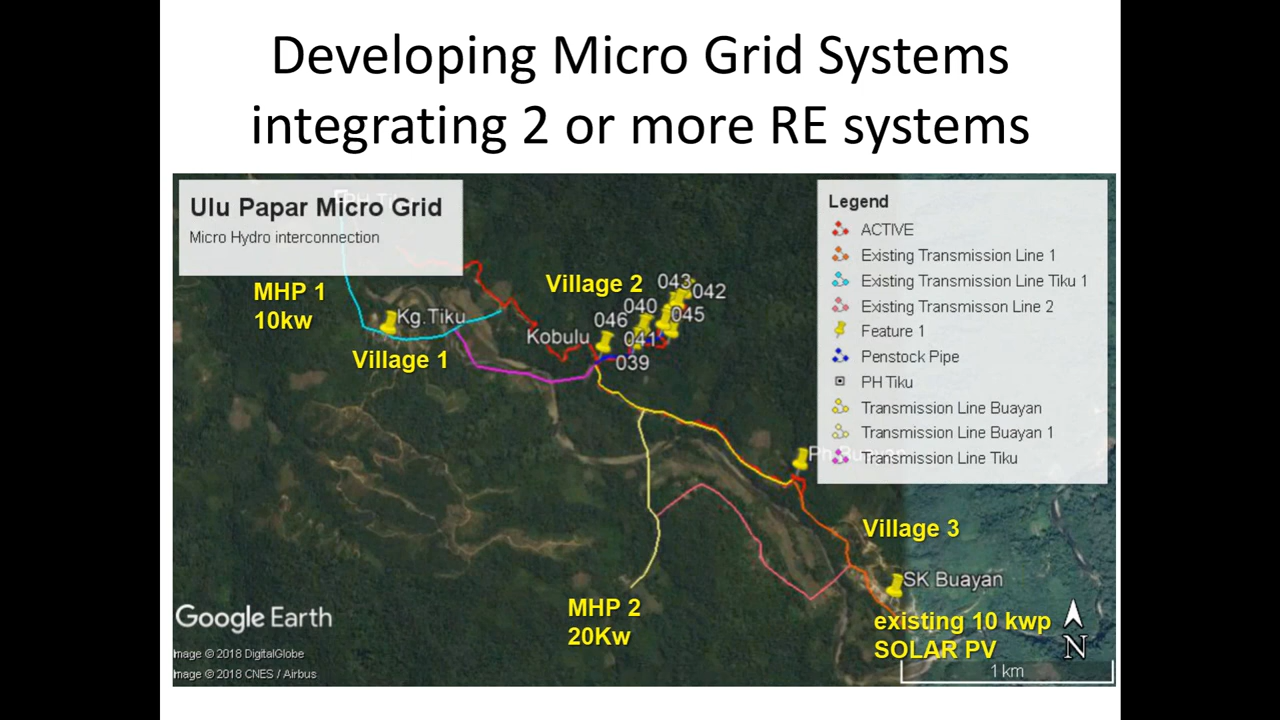 Developing Micro Grid Systems
integrating 2 or more RE systems
Ulu Papar Micro Grid
Micro Hydro interconnection
Legend
ACTIVE
Existing Transmission Line 1
Existing Transmission Line Tiku 1
Existing Transmisson Line 2
Feature 1
Penstock Pipe
PH Tiku
Transmission Line Buayan
Transmission Line Buayan 1
Transmission Line Tiku
MHP 1
10kw
Kg.Tiku
Village 1
Village 2
043
042
040
045
046
041
Kobulu
039
Village 3
SK Buayan
existing 10 kwp
SOLAR PV
MHP 2
20Kw
Google Earth
Image © 2018 DigitalGlobe
Image © 2018 CNES / Airbus
N
1 km